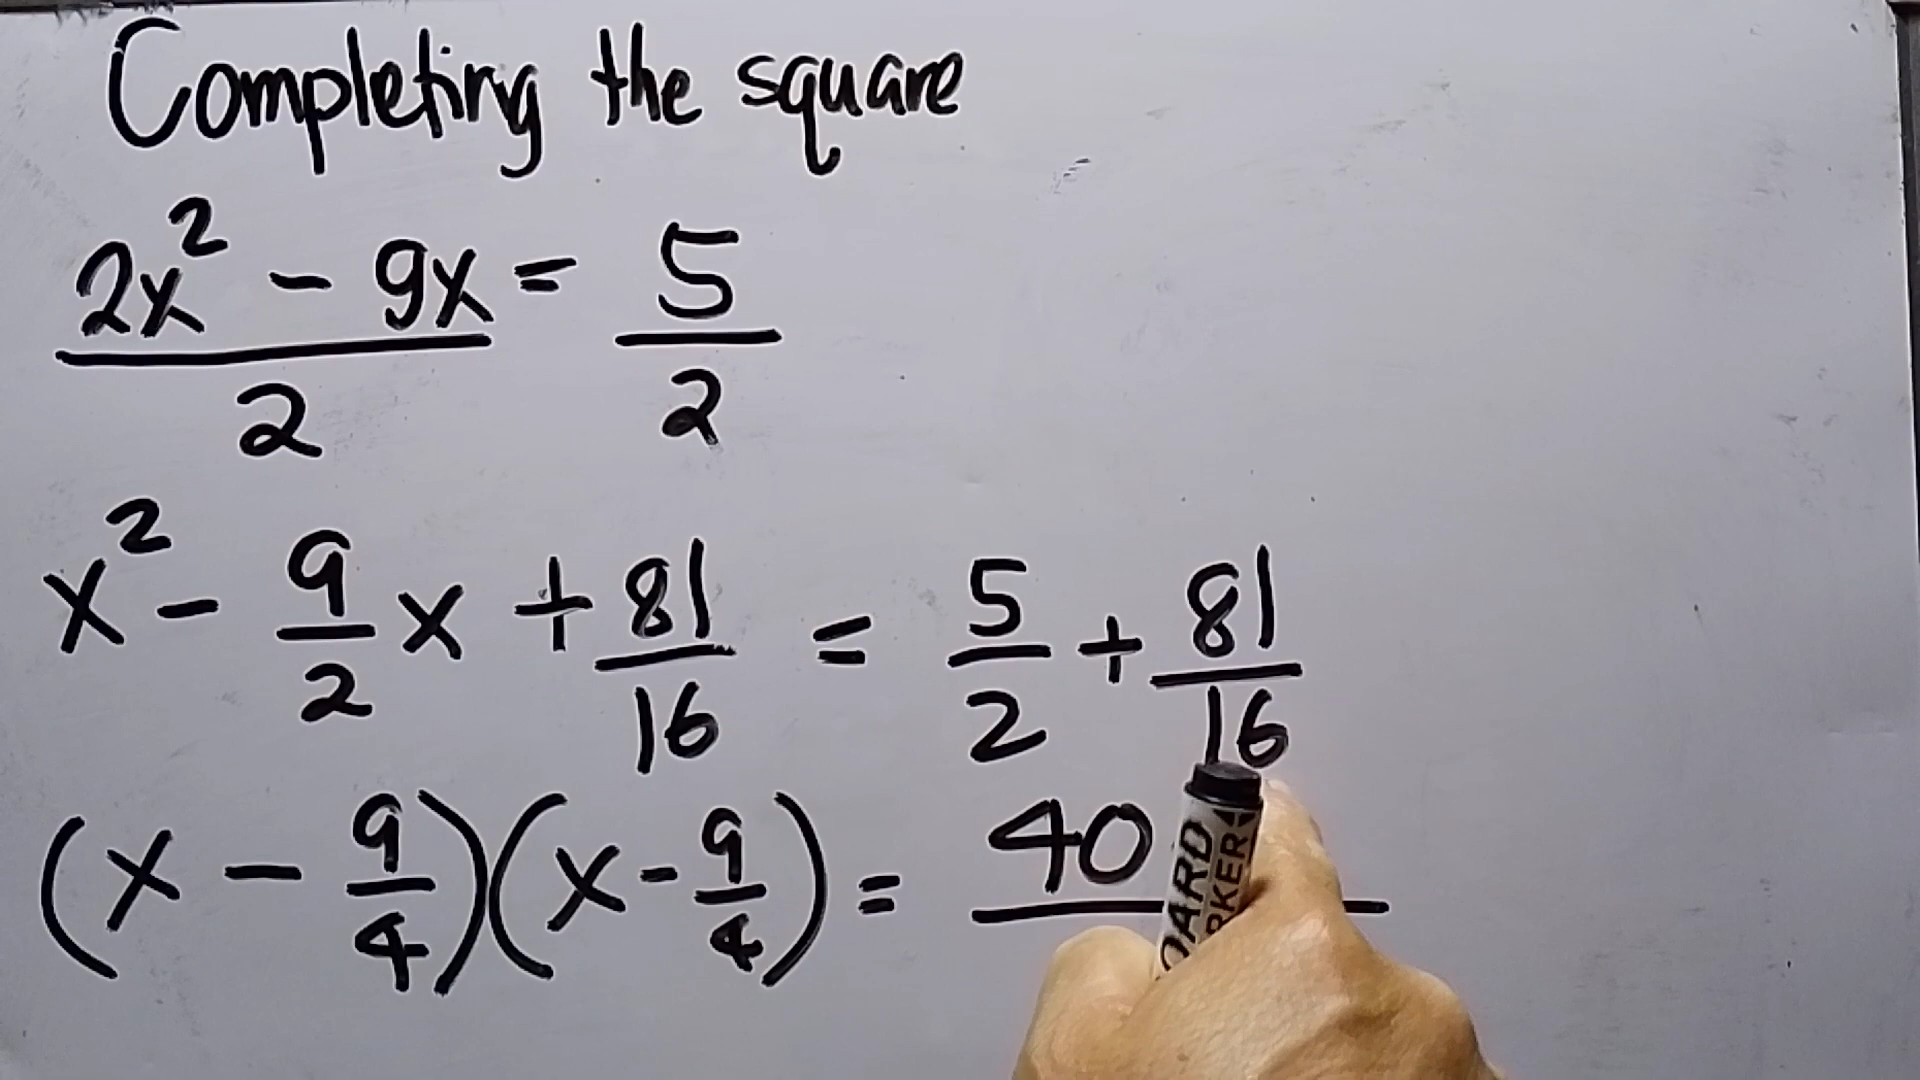 Completing the square
2x² - 9x = 5
2 2
x² - 9/2 x + 81/16 = 5/2 + 81/16
(x - 9/4)(x - 9/4) = 40